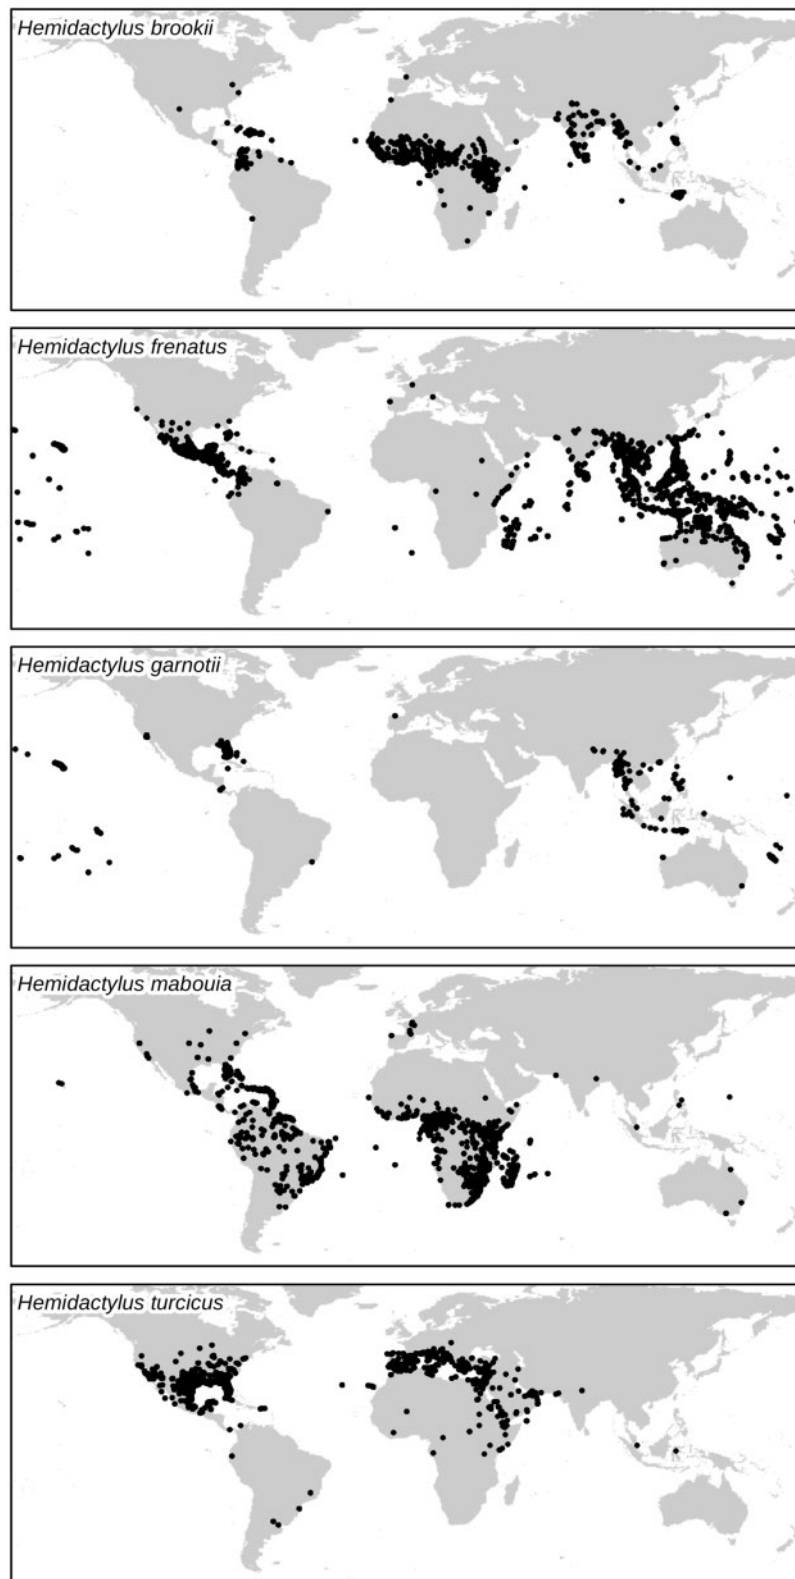 Hemidactylus brookii
Hemidactylus frenatus
Hemidactylus garnotii
Hemidactylus mabouia
Hemidactylus turcicus